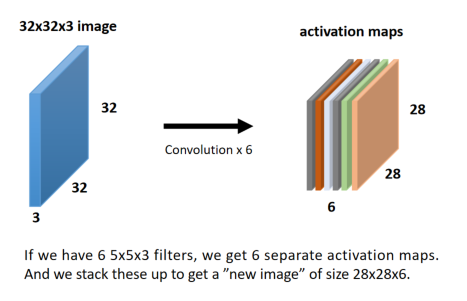 32x32x3 image
activation maps
32
28
Convolution x 6
32
28
3
6
If we have 6 5x5x3 filters, we get 6 separate activation maps.
And we stack these up to get a ”new image” of size 28x28x6.